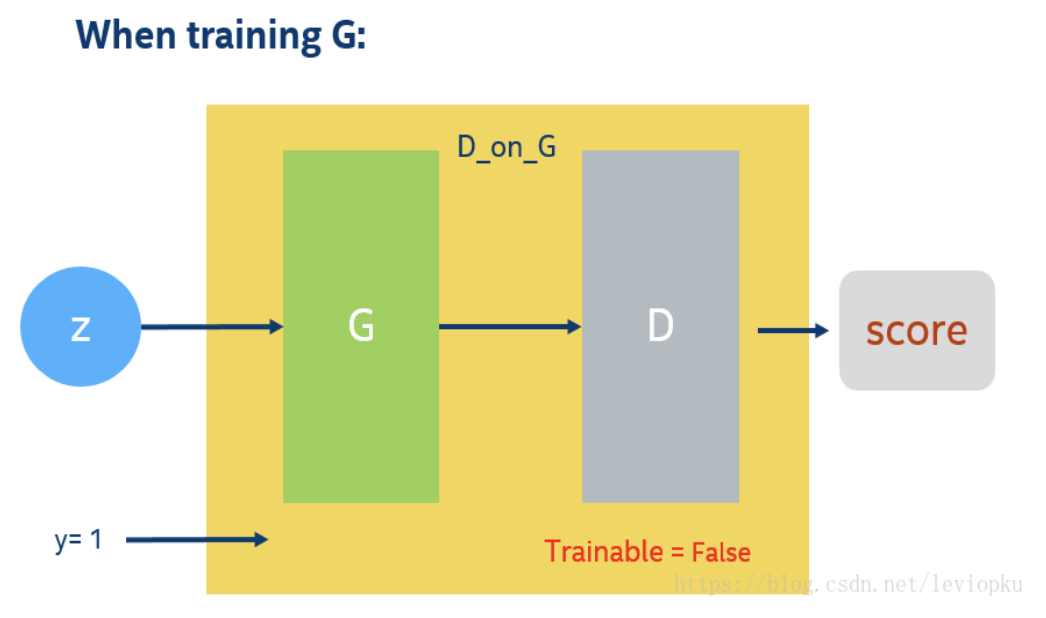 When training G:
D_on_G
z
G
D
score
y= 1
Trainable = False
https://blog.csdn.net/leviopku